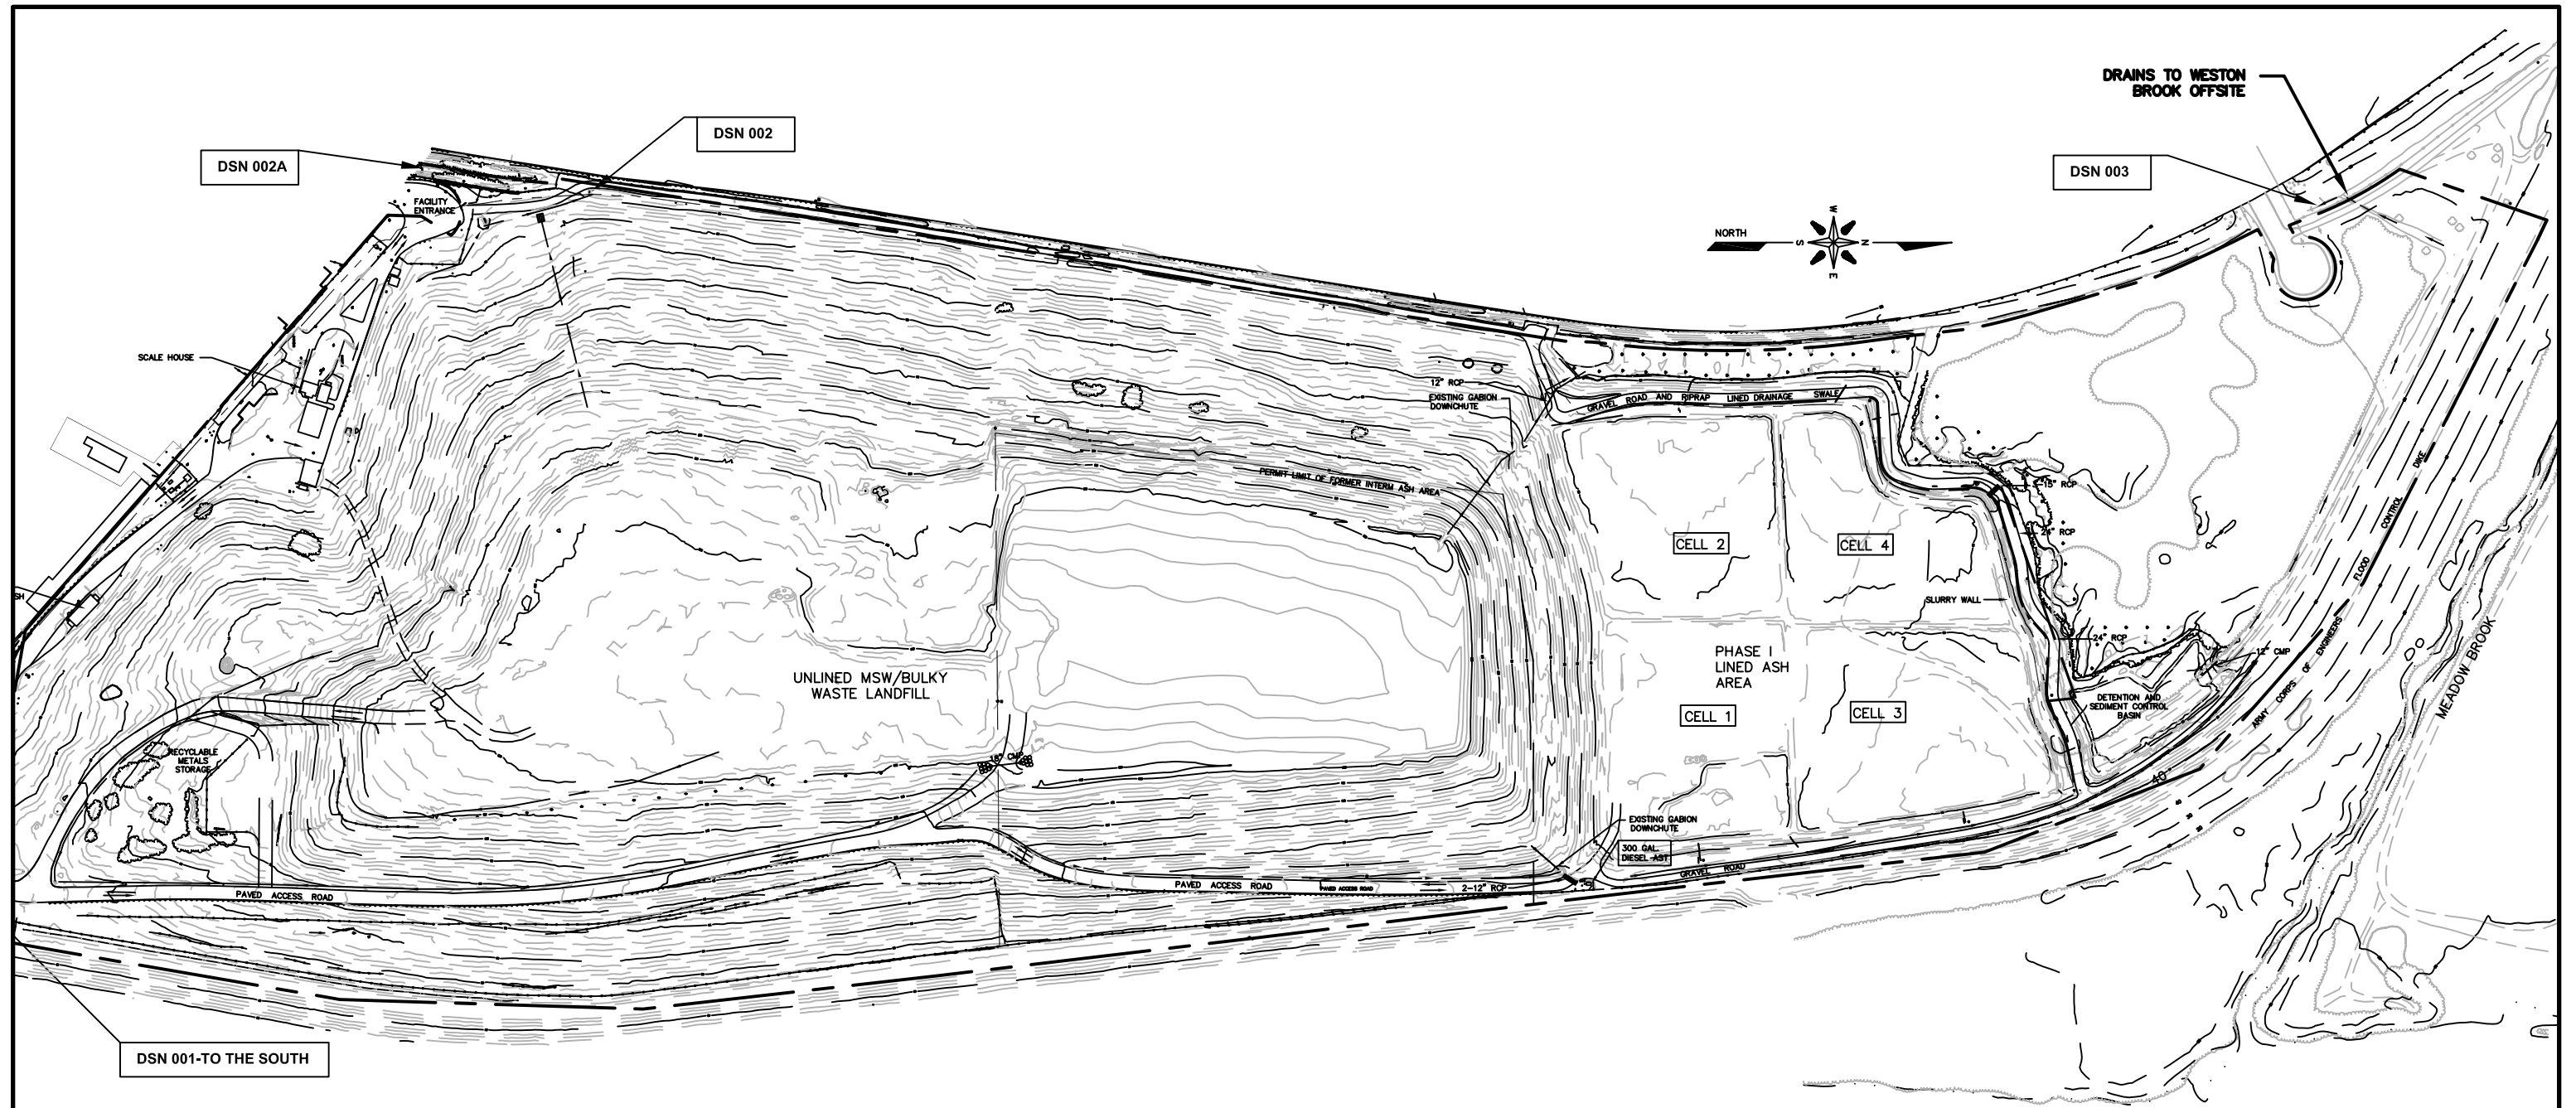 DRAINS TO WESTON
BROOK OFFSITE
DSN 002
DSN 002A
DSN 003
FACILITY
ENTRANCE
NORTH
W
S
N
E
SCALE HOUSE
12" RCP
EXISTING GABION
DOWNCHUTE
GRAVEL ROAD AND RIPRAP LINED DRAINAGE SWALE
PERMIT LIMIT OF FORMER INTERM ASH AREA
15" RCP
24" RCP
CELL 2
CELL 4
SLURRY WALL
FLOOD CONTROL DIKE
ARMY CORPS OF ENGINEERS
MEADOW BROOK
SH
24" RCP
12" CMP
UNLINED MSW/BULKY
WASTE LANDFILL
PHASE I
LINED ASH
AREA
CELL 1
CELL 3
DETENTION AND
SEDIMENT CONTROL
BASIN
RECYCLABLE
METALS
STORAGE
18" CMP
40
EXISTING GABION
DOWNCHUTE
300 GAL.
DIESEL AST
GRAVEL ROAD
PAVED ACCESS ROAD
PAVED ACCESS ROAD
PAVED ACCESS ROAD
2-12" RCP
DSN 001-TO THE SOUTH